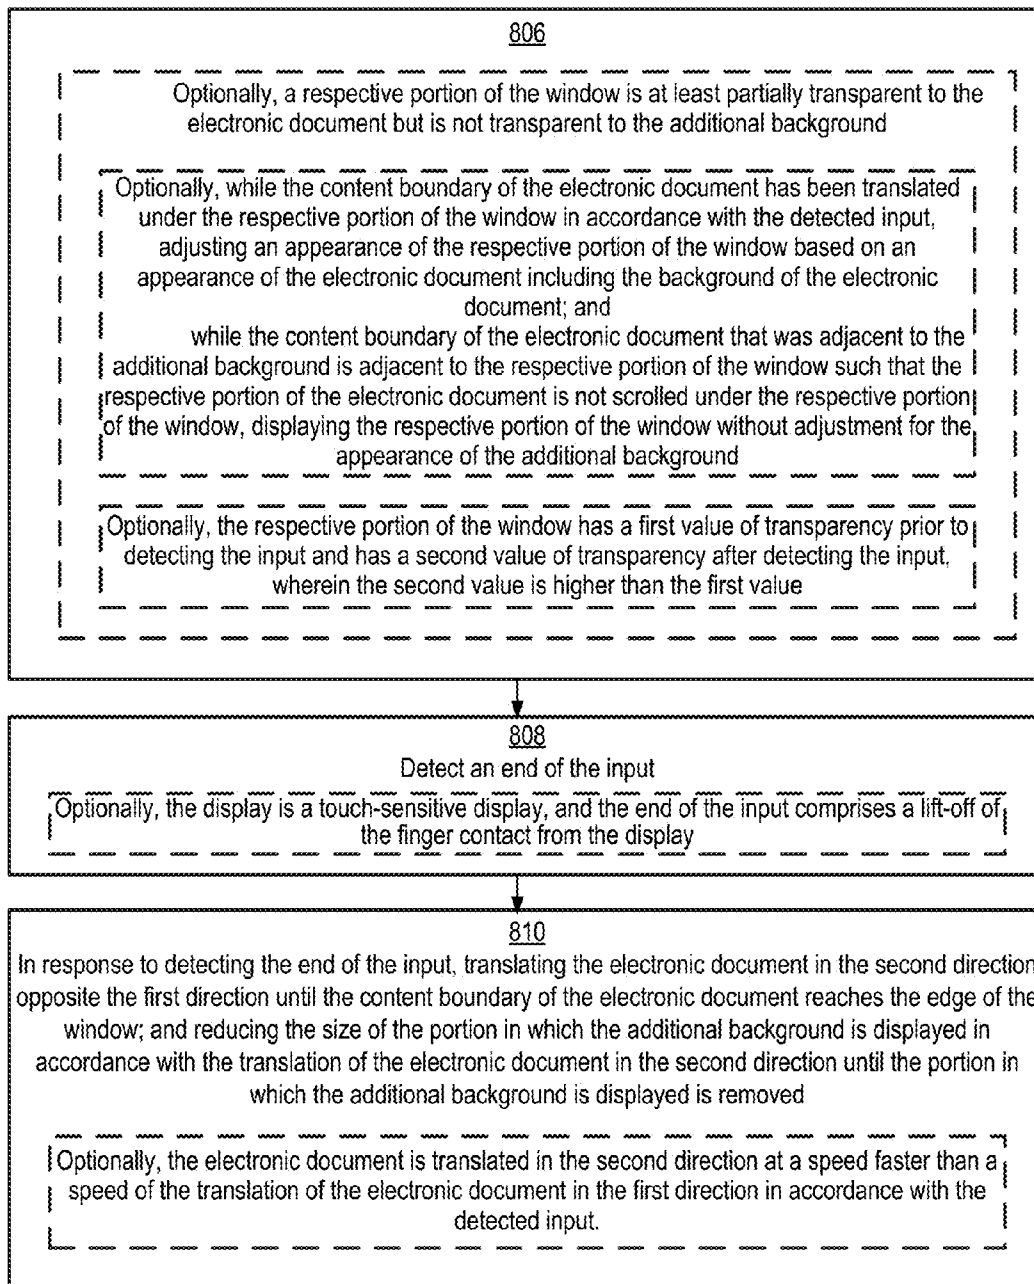 806
Optionally, a respective portion of the window is at least partially transparent to the
electronic document but is not transparent to the additional background
Optionally, while the content boundary of the electronic document has been translated
under the respective portion of the window in accordance with the detected input,
adjusting an appearance of the respective portion of the window based on an
appearance of the electronic document including the background of the electronic
document; and
while the content boundary of the electronic document that was adjacent to the
additional background is adjacent to the respective portion of the window such that the
respective portion of the electronic document is not scrolled under the respective portion
of the window, displaying the respective portion of the window without adjustment for the
appearance of the additional background
Optionally, the respective portion of the window has a first value of transparency prior to
detecting the input and has a second value of transparency after detecting the input,
wherein the second value is higher than the first value
808
Detect an end of the input
Optionally, the display is a touch-sensitive display, and the end of the input comprises a lift-off of
the finger contact from the display
810
In response to detecting the end of the input, translating the electronic document in the second direction
opposite the first direction until the content boundary of the electronic document reaches the edge of the
window; and reducing the size of the portion in which the additional background is displayed in
accordance with the translation of the electronic document in the second direction until the portion in
which the additional background is displayed is removed
Optionally, the electronic document is translated in the second direction at a speed faster than a
speed of the translation of the electronic document in the first direction in accordance with the
detected input.